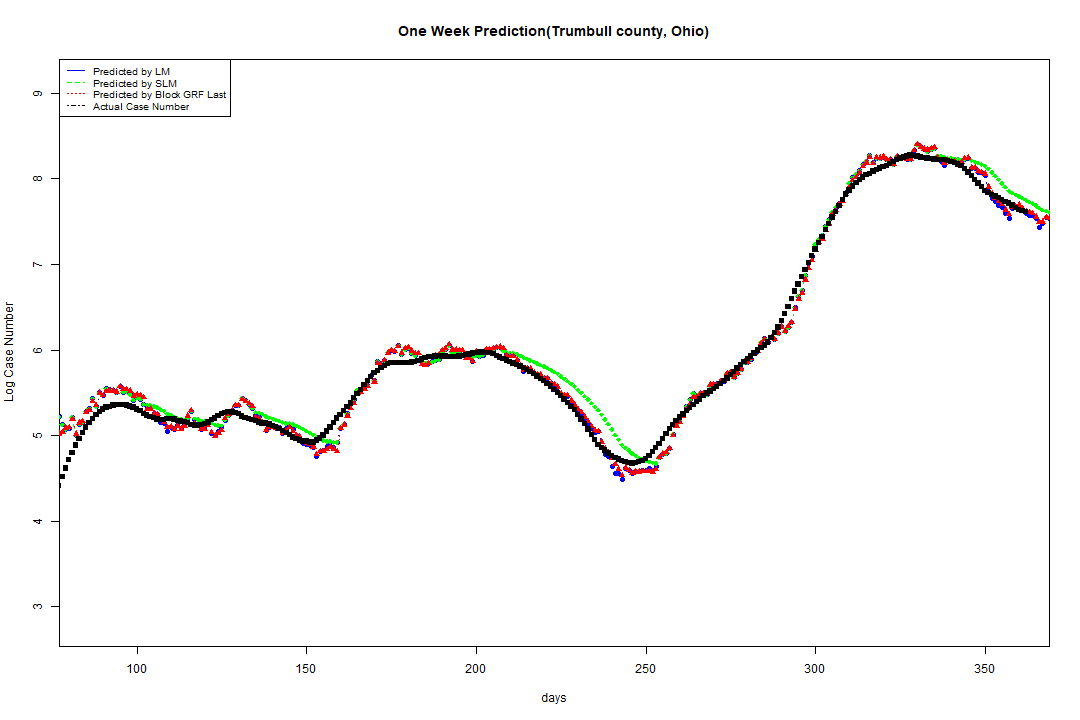 One Week Prediction(Trumbull county, Ohio)
Predicted by LM
Predicted by SLM
Predicted by Block GRF Last
Actual Case Number
9
8
7
6
5
4
3
Log Case Number
100
150
200
250
300
350
days